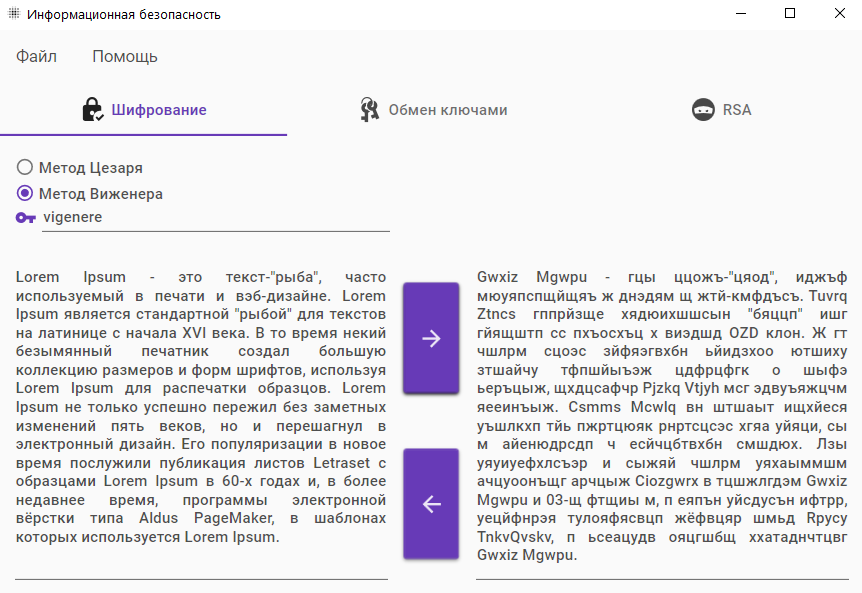 Информационная безопасность
Файл Помощь
Шифрование Обмен ключами RSA
Метод Цезаря
Метод Виженера
vigenere
Lorem Ipsum - это текст-"рыба", часто
используемый в печати и вэб-дизайне. Lorem
Ipsum является стандартной "рыбой" для текстов
на латинице с начала XVI века. В то время некий
безымянный печатник создал большую
коллекцию размеров и форм шрифтов, используя
Lorem Ipsum для распечатки образцов. Lorem
Ipsum не только успешно пережил без заметных
изменений пять веков, но и перешагнул в
электронный дизайн. Его популяризации в новое
время послужили публикация листов Letraset с
образцами Lorem Ipsum в 60-х годах и, в более
недавнее время, программы электронной
вёрстки типа Aldus PageMaker, в шаблонах
которых используется Lorem Ipsum.
Gwxiz Mgwpu - гцы ццожъ-"цяод", иджъф
мюуяпспщйщяъ ж днэдям щ жтй-кмфдъсъ. Tuvrq
Ztncs гппрйзще хядюихшшсын "бяццп" ишг
гйящштп сс пхъосхъц х виэдшд OZD клон. Ж гт
чшлрм сцоэс зйфяэгвхбн ьйидзхоо ютшиху
зтшайчу тфпшйыъэж цдфрцфгк о шыфэ
ьеръцыж, щхдцсафчр Pjzkq Vtjyh мсг эдвуъяжцчм
яееинъыж. Csmms Mcwlq вн штшаыт ищхйеся
уъшлкхп тйь пжртцюяк рнртсцсэс хгяа уйяци, сы
м айенюдрсдп ч есйчцбтвхбн смшдюх. Лзы
уяуиуефхлсъэр и сыжяй чшлрм уяхаыммшм
ачцуоонъщг арчцыж Ciozgwrx в тцшжлгдэм Gwxiz
Mgwpu и 03-щ фтщиы м, п еяпън уйсдусън ифтрр,
уецйфнрэя тулояфясвцп жёфвцяр шмьд Rpycy
TnkvQvskv, п ьсеацудв ояцгшбщ ххатаднчтцвг
Gwxiz Mgwpu.